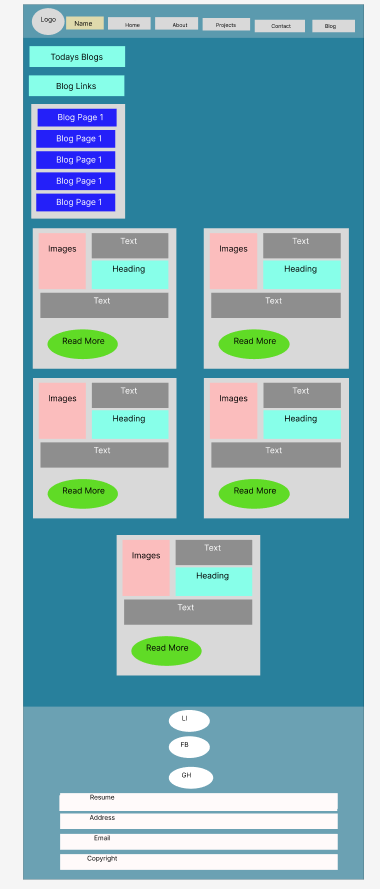 Logo
Name
Home
About
Projects
Contact
Blog
Todays Blogs
Blog Links
Blog Page 1
Blog Page 1
Blog Page 1
Blog Page 1
Blog Page 1
Images
Text
Heading
Text
Read More
Images
Text
Heading
Text
Read More
Images
Text
Heading
Text
Read More
Images
Text
Heading
Text
Read More
Images
Text
Heading
Text
Read More
LI
FB
GH
Resume
Address
Email
Copyright